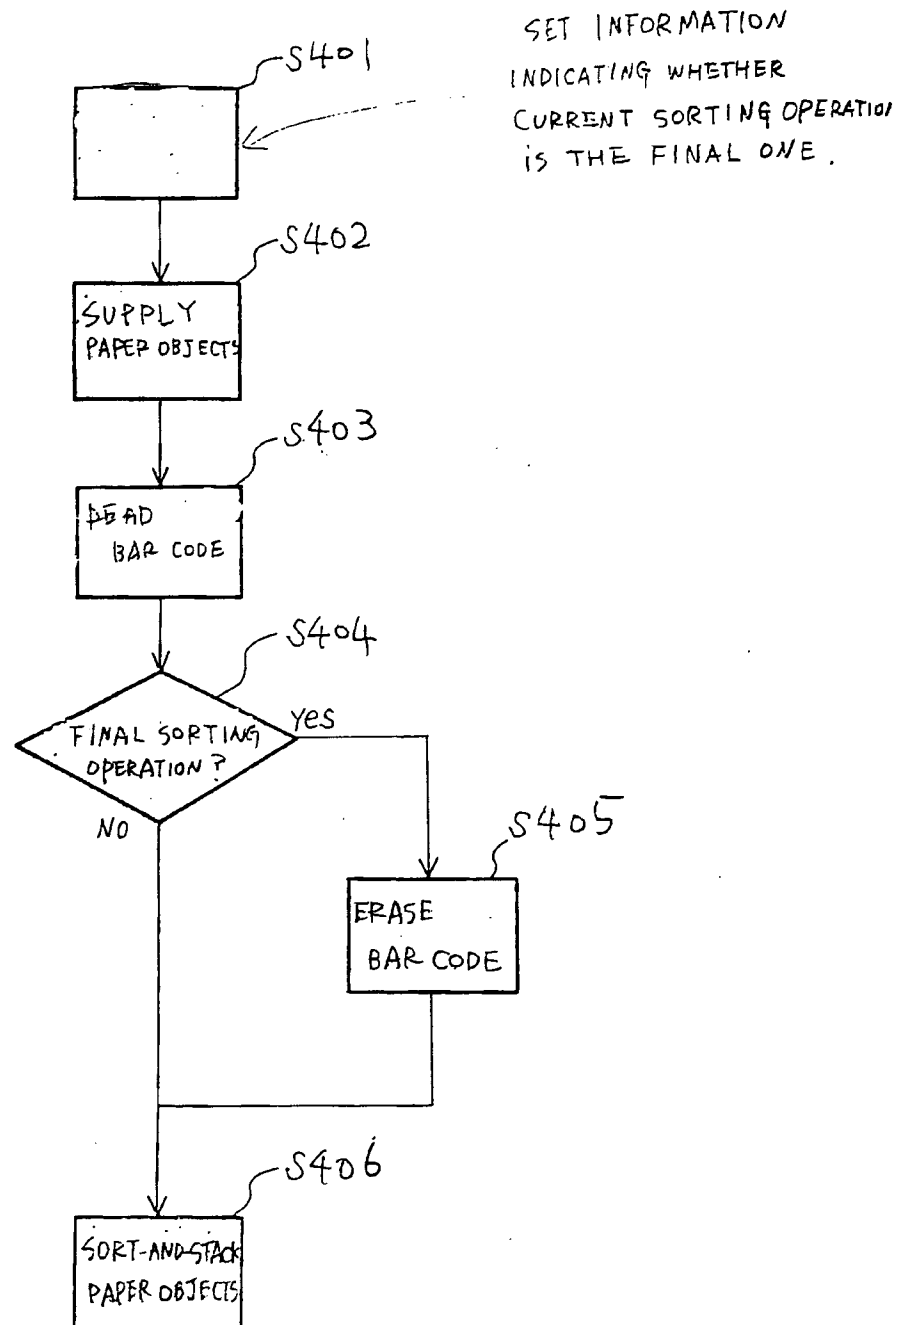 S401
SET INFORMATION
INDICATING WHETHER
CURRENT SORTING OPERATION
is THE FINAL ONE.
S402
SUPPLY
PAPER OBJECTS
S403
READ
BAR CODE
S404
FINAL SORTING
OPERATION?
YES
NO
S405
ERASE
BAR CODE
S406
SORT-AND-STACK
PAPER OBJECTS